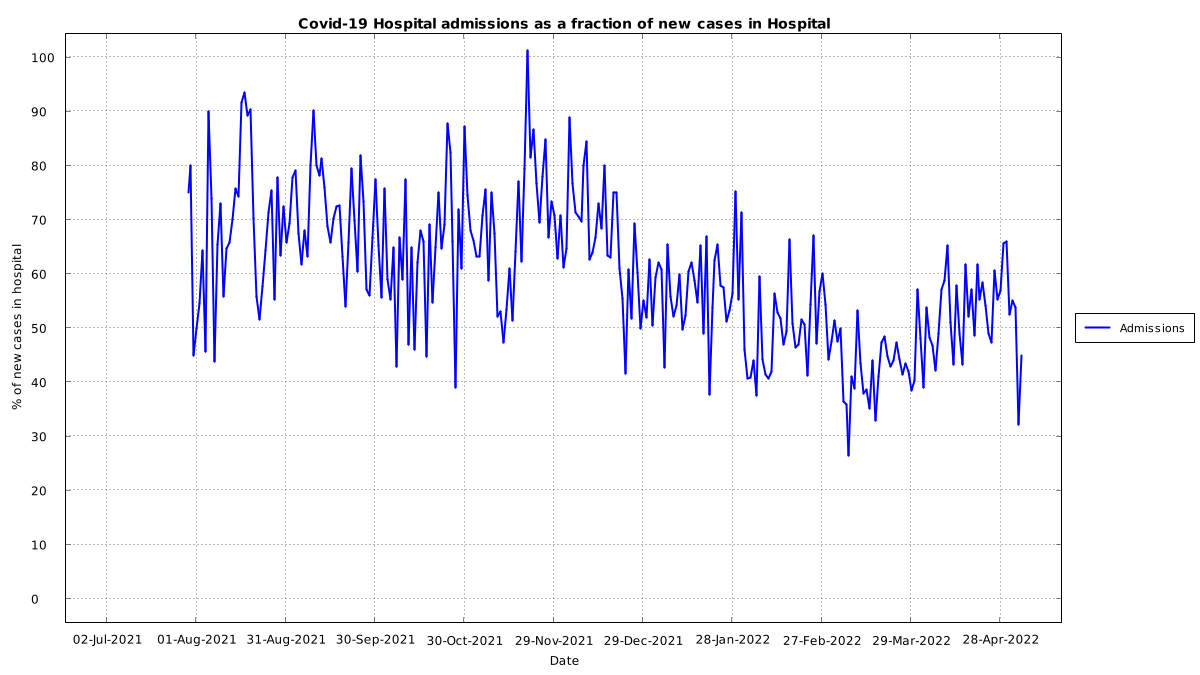 Covid-19 Hospital admissions as a fraction of new cases in Hospital
100
90
80
70
60
50
40
30
20
10
0
% of new cases in hospital
02-Jul-2021 01-Aug-2021 31-Aug-2021 30-Sep-2021 30-Oct-2021 29-Nov-2021 29-Dec-2021 28-Jan-2022 27-Feb-2022 29-Mar-2022 28-Apr-2022
Date
Admissions